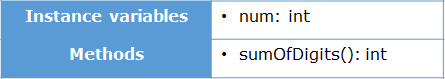 Instance variables • num: int
Methods • sumOfDigits(): int